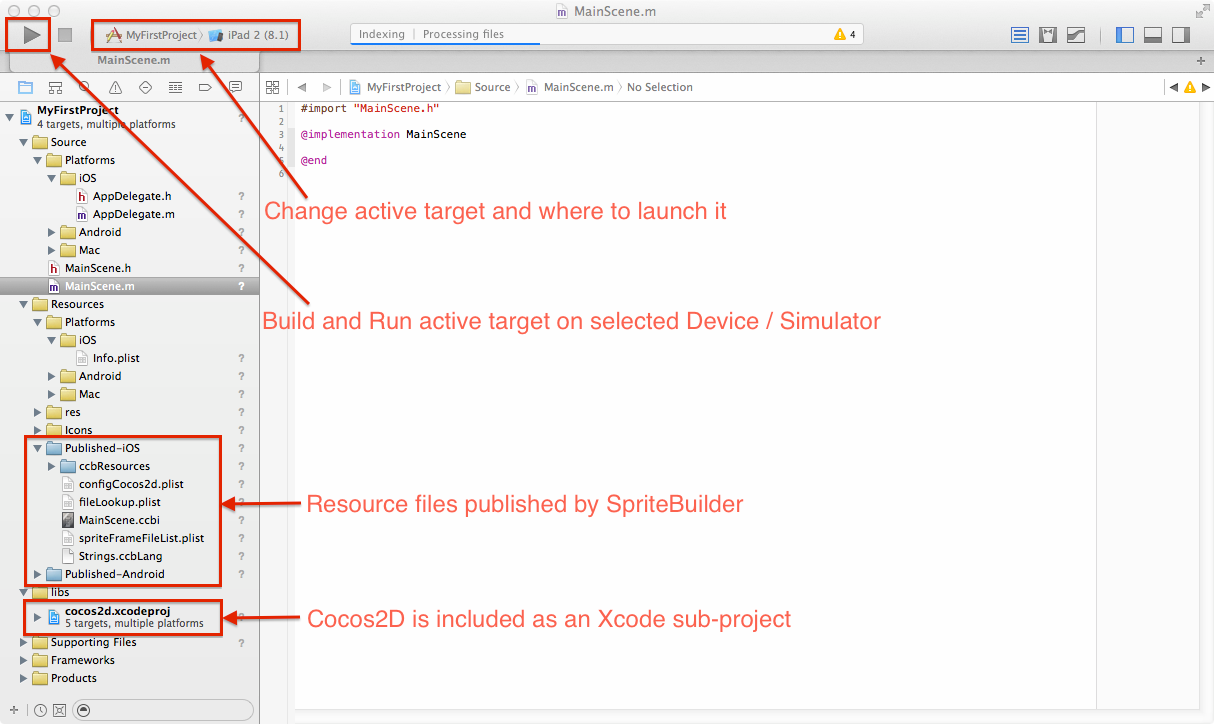 MainScene.m
MyFirstProject iPad 2 (8.1)
Indexing Processing files
4
MainScene.m
MyFirstProject Source MainScene.m No Selection
MyFirstProject
4 targets, multiple platforms
?
Source
Platforms
iOS
AppDelegate.h ?
AppDelegate.m ?
Android ?
Mac ?
MainScene.h ?
MainScene.m ?
Resources
Platforms
iOS
Info.plist ?
Android ?
Mac ?
res ?
Icons ?
Published-iOS ?
ccbResources ?
configCocos2d.plist ?
fileLookup.plist ?
MainScene.ccbi ?
spriteFrameFileList.plist ?
Strings.ccbLang ?
Published-Android ?
libs
cocos2d.xcodeproj ?
5 targets, multiple platforms
Supporting Files ?
Frameworks
Products
1 #import "MainScene.h"
2
3 @implementation MainScene
4
5 @end
6
Change active target and where to launch it
Build and Run active target on selected Device / Simulator
Resource files published by SpriteBuilder
Cocos2D is included as an Xcode sub-project